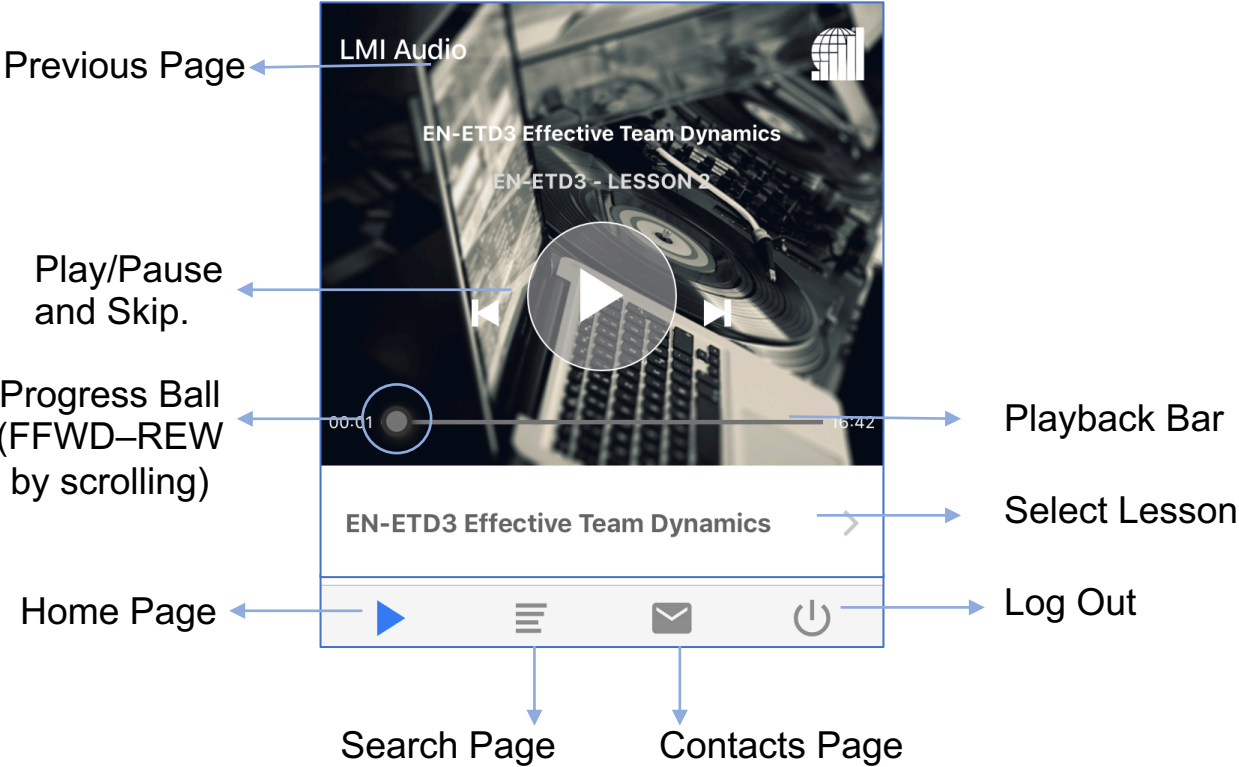 LMI Audio
Previous Page
EN-ETD3 Effective Team Dynamics
EN-ETD3 - LESSON 2
Play/Pause
and Skip.
Progress Ball
(FFWD–REW
by scrolling)
00:01
16:42
Playback Bar
EN-ETD3 Effective Team Dynamics
Select Lesson
Home Page
Log Out
Search Page
Contacts Page